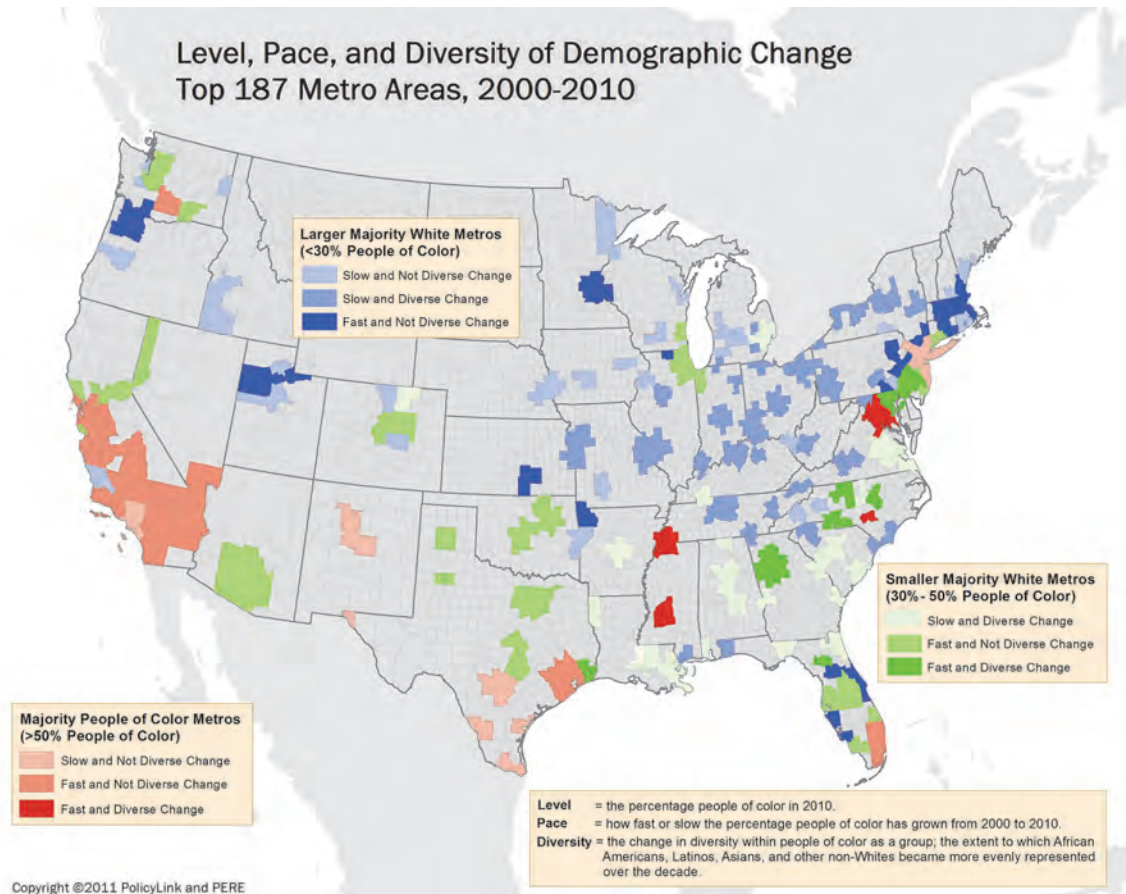 Level, Pace, and Diversity of Demographic Change
Top 187 Metro Areas, 2000-2010
Larger Majority White Metros
(<30% People of Color)
Slow and Not Diverse Change
Slow and Diverse Change
Fast and Not Diverse Change
Smaller Majority White Metros
(30%- 50% People of Color)
Slow and Diverse Change
Fast and Not Diverse Change
Fast and Diverse Change
Majority People of Color Metros
(>50% People of Color)
Slow and Not Diverse Change
Fast and Not Diverse Change
Fast and Diverse Change
Level = the percentage people of color in 2010.
Pace = how fast or slow the percentage people of color has grown from 2000 to 2010.
Diversity = the change in diversity within people of color as a group; the extent to which African
Americans, Latinos, Asians, and other non-Whites became more evenly represented
over the decade.
Copyright ©2011 PolicyLink and PERE